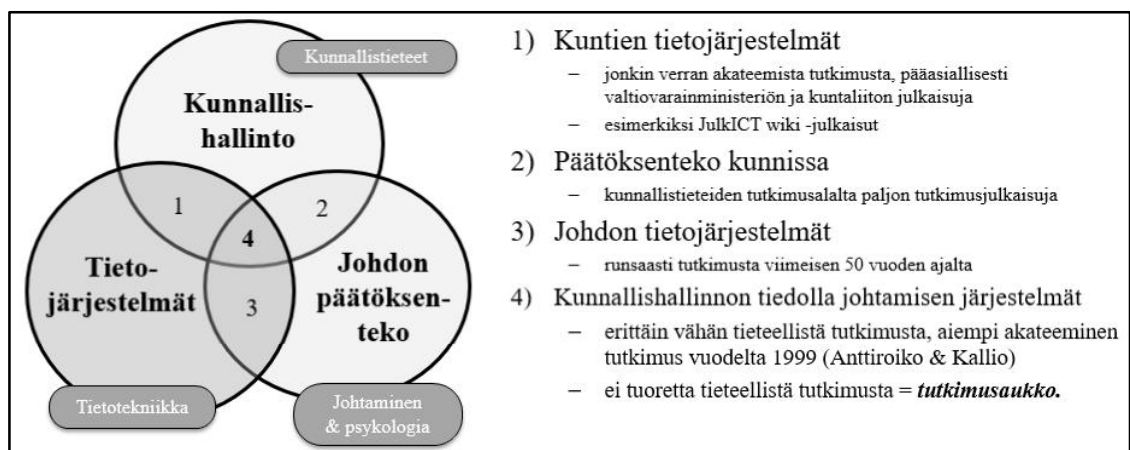 Kunnallistieteet
Kunnallis-
hallinto
1
2
4
Tieto-
järjestelmät
Johdon
päätöksen-
teko
3
Tietotekniikka
Johtaminen
& psykologia
1) Kuntien tietojärjestelmät
– jonkin verran akateemista tutkimusta, pääasiallisesti
valtiovarainministeriön ja kuntaliiton julkaisuja
– esimerkiksi JulkICT wiki -julkaisut
2) Päätöksenteko kunnissa
– kunnallistieteiden tutkimusalalta paljon tutkimusjulkaisuja
3) Johdon tietojärjestelmät
– runsaasti tutkimusta viimeisen 50 vuoden ajalta
4) Kunnallishallinnon tiedolla johtamisen järjestelmät
– erittäin vähän tieteellistä tutkimusta, aiempi akateeminen
tutkimus vuodelta 1999 (Anttiroiko & Kallio)
– ei tuoretta tieteellistä tutkimusta = tutkimusaukko.